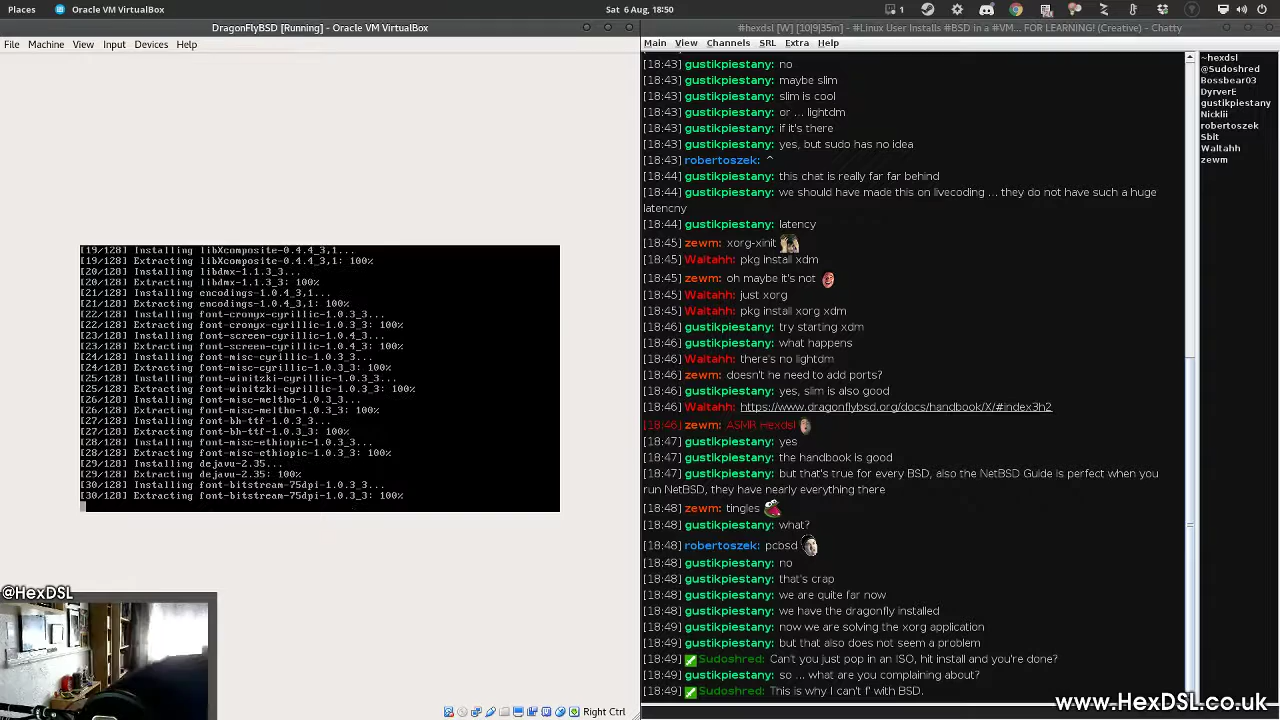 Places Oracle VM VirtualBox Sat 6 Aug, 18:50 1
DragonFlyBSD [Running] - Oracle VM VirtualBox
File Machine View Input Devices Help
[19/128] Installing libXcomposite-0.4.4_3,1...
[19/128] Extracting libXcomposite-0.4.4_3,1: 100%
[20/128] Installing libdmx-1.1.3_3...
[20/128] Extracting libdmx-1.1.3_3: 100%
[21/128] Installing encodings-1.0.4_3,1...
[21/128] Extracting encodings-1.0.4_3,1: 100%
[22/128] Installing font-cronyx-cyrillic-1.0.3_3...
[22/128] Extracting font-cronyx-cyrillic-1.0.3_3: 100%
[23/128] Installing font-screen-cyrillic-1.0.4_3...
[23/128] Extracting font-screen-cyrillic-1.0.4_3: 100%
[24/128] Installing font-misc-cyrillic-1.0.3_3...
[24/128] Extracting font-misc-cyrillic-1.0.3_3: 100%
[25/128] Installing font-winitzki-cyrillic-1.0.3_3...
[25/128] Extracting font-winitzki-cyrillic-1.0.3_3: 100%
[26/128] Installing font-misc-meltho-1.0.3_3...
[26/128] Extracting font-misc-meltho-1.0.3_3: 100%
[27/128] Installing font-bh-ttf-1.0.3_3...
[27/128] Extracting font-bh-ttf-1.0.3_3: 100%
[28/128] Installing font-misc-ethiopic-1.0.3_3...
[28/128] Extracting font-misc-ethiopic-1.0.3_3: 100%
[29/128] Installing dejavu-2.35...
[29/128] Extracting dejavu-2.35: 100%
[30/128] Installing font-bitstream-75dpi-1.0.3_3...
[30/128] Extracting font-bitstream-75dpi-1.0.3_3: 100%
@HexDSL
Right Ctrl
#hexdsl [W] [10|9|35m] - #Linux User Installs #BSD in a #VM... FOR LEARNING! (Creative) - Chatty
Main View Channels SRL Extra Help
[18:43] gustikpiestany: no
[18:43] gustikpiestany: maybe slim
[18:43] gustikpiestany: slim is cool
[18:43] gustikpiestany: or ... lightdm
[18:43] gustikpiestany: if it's there
[18:43] gustikpiestany: yes, but sudo has no idea
[18:43] robertoszek: ^
[18:44] gustikpiestany: this chat is really far far behind
[18:44] gustikpiestany: we should have made this on livecoding ... they do not have such a huge
latencny
[18:44] gustikpiestany: latency
[18:45] zewm: xorg-xinit
[18:45] Waltahh: pkg install xdm
[18:45] zewm: oh maybe it's not
[18:45] Waltahh: just xorg
[18:45] Waltahh: pkg install xorg xdm
[18:46] gustikpiestany: try starting xdm
[18:46] gustikpiestany: what happens
[18:46] Waltahh: there's no lightdm
[18:46] zewm: doesn't he need to add ports?
[18:46] gustikpiestany: yes, slim is also good
[18:46] Waltahh: https://www.dragonflybsd.org/docs/handbook/X/#index3h2
[18:46] zewm: ASMR Hexdsl
[18:47] gustikpiestany: yes
[18:47] gustikpiestany: the handbook is good
[18:47] gustikpiestany: but that's true for every BSD, also the NetBSD Guide is perfect when you
run NetBSD, they have nearly everything there
[18:48] zewm: tingles
[18:48] gustikpiestany: what?
[18:48] robertoszek: pcbsd
[18:48] gustikpiestany: no
[18:48] gustikpiestany: that's crap
[18:48] gustikpiestany: we are quite far now
[18:48] gustikpiestany: we have the dragonfly installed
[18:49] gustikpiestany: now we are solving the xorg application
[18:49] gustikpiestany: but that also does not seem a problem
[18:49] Sudoshred: Can't you just pop in an ISO, hit install and you're done?
[18:49] gustikpiestany: so ... what are you complaining about?
[18:49] Sudoshred: This is why I can't f' with BSD.
~hexdsl
@Sudoshred
Bossbear03
DyrverE
gustikpiestany
Nicklii
robertoszek
Sbit
Waltahh
zewm
www.HexDSL.co.uk